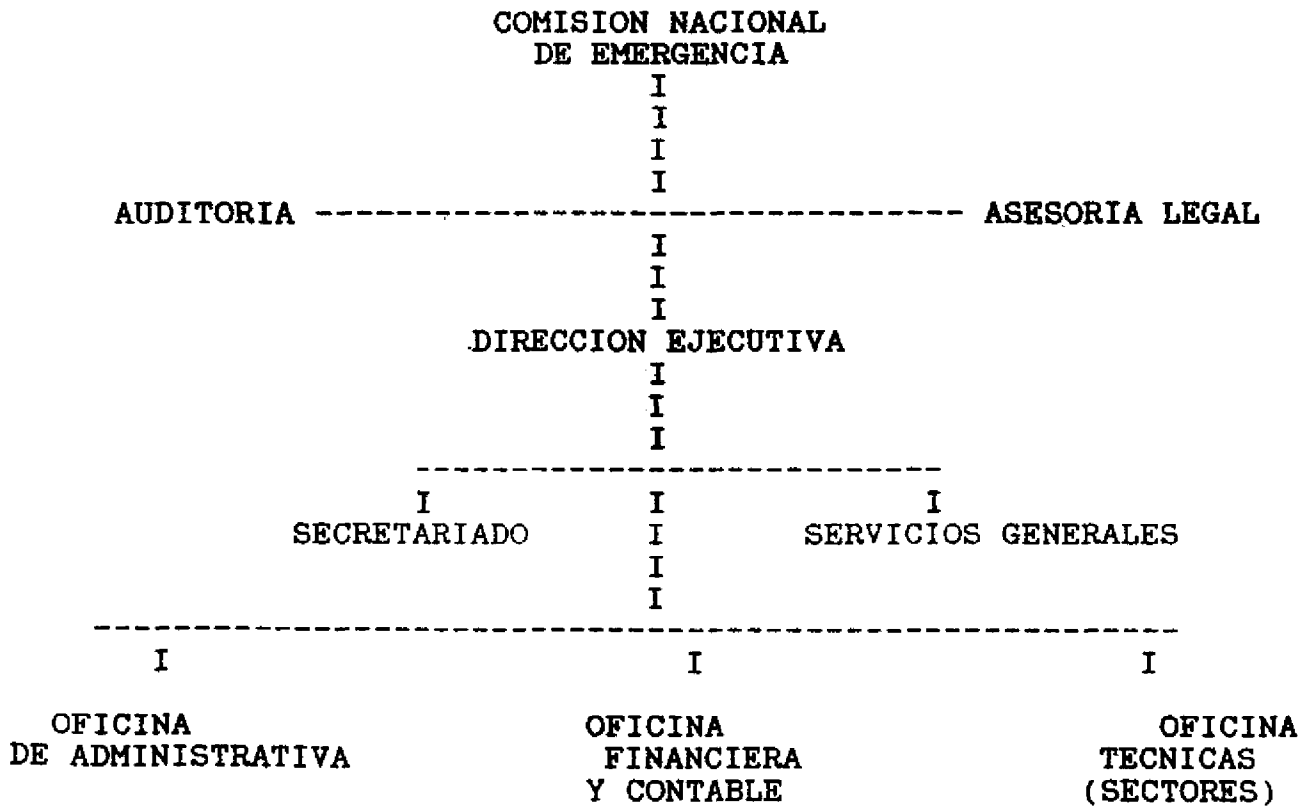 COMISION NACIONAL
DE EMERGENCIA
I
I
I
I
AUDITORIA ------------------------------ ASESORIA LEGAL
I
I
I
DIRECCION EJECUTIVA
I
I
I
-------------------------
I I I
SECRETARIADO I SERVICIOS GENERALES
I
I
----------------------------------------------------
I I I
OFICINA OFICINA OFICINA
DE ADMINISTRATIVA FINANCIERA TECNICAS
Y CONTABLE (SECTORES)